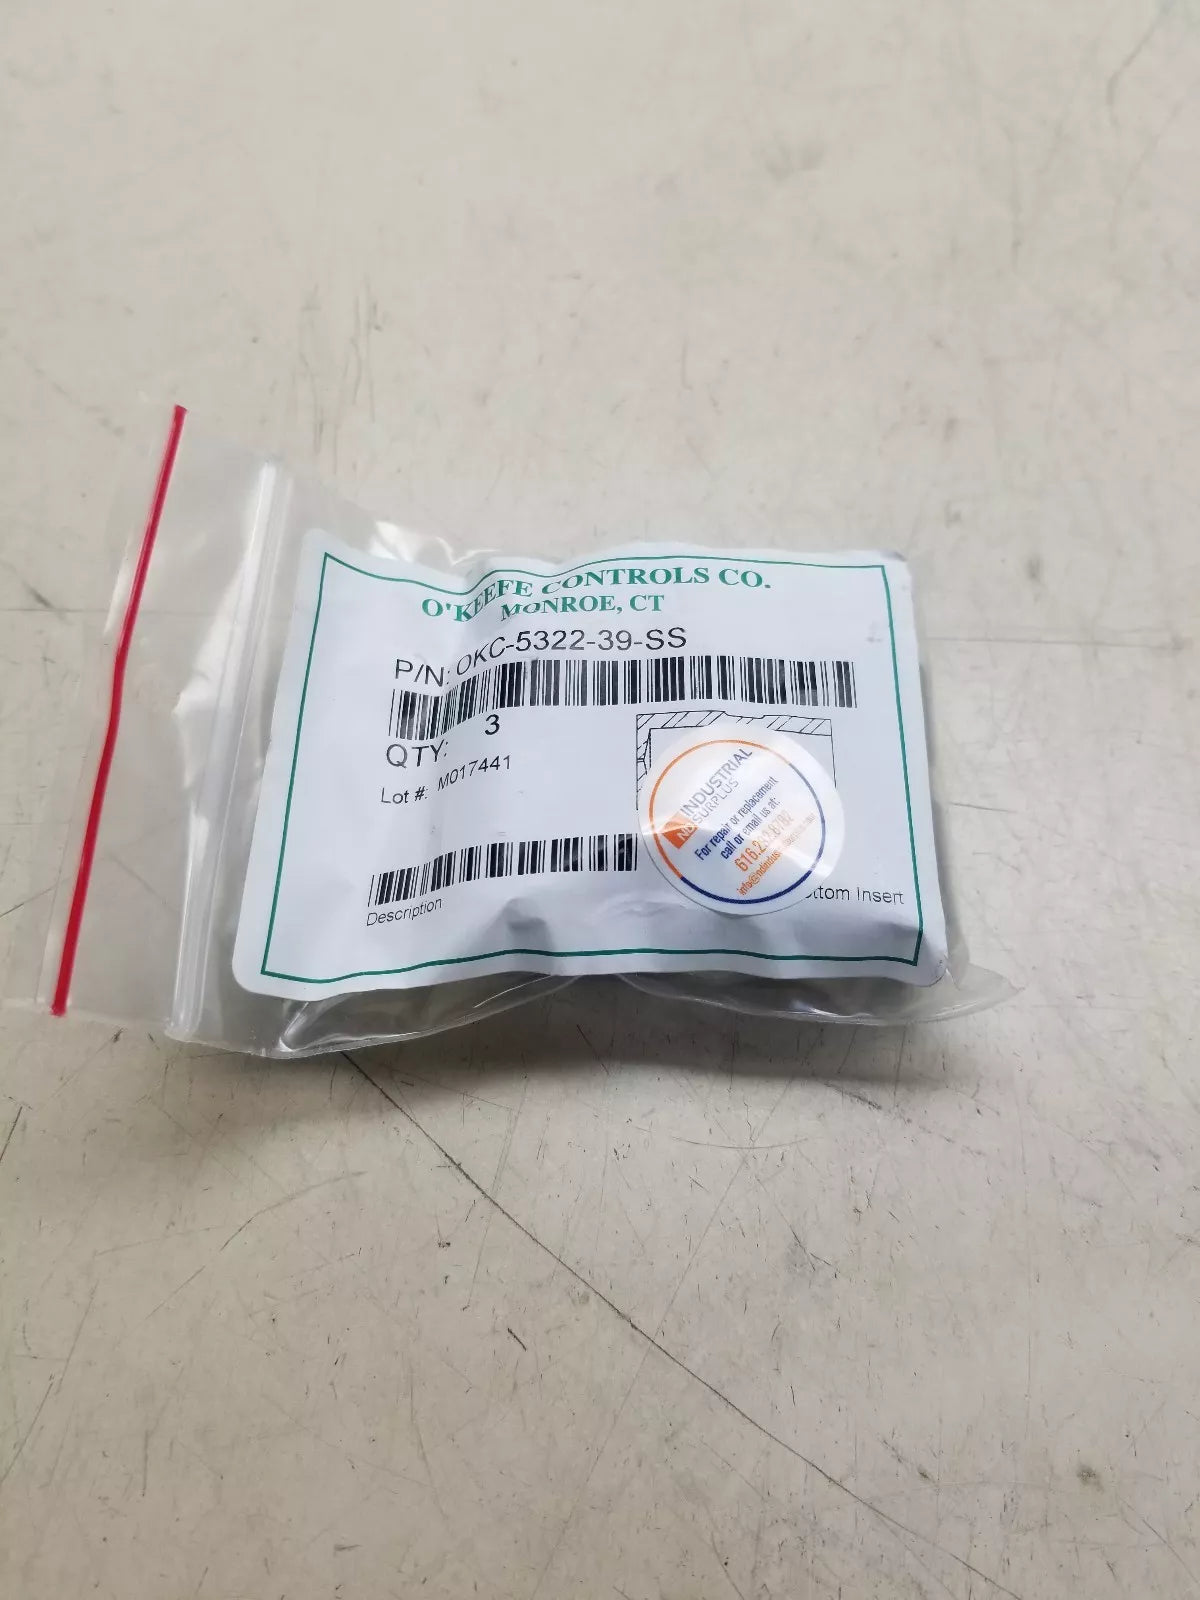 O'KEEFE CONTROLS CO.
MONROE, CT
P/N: OKC-5322-39-SS
QTY: 3
Lot #: M017441
Description
Insert
ND INDUSTRIAL
SURPLUS
For repair or replacement
call or email us at: